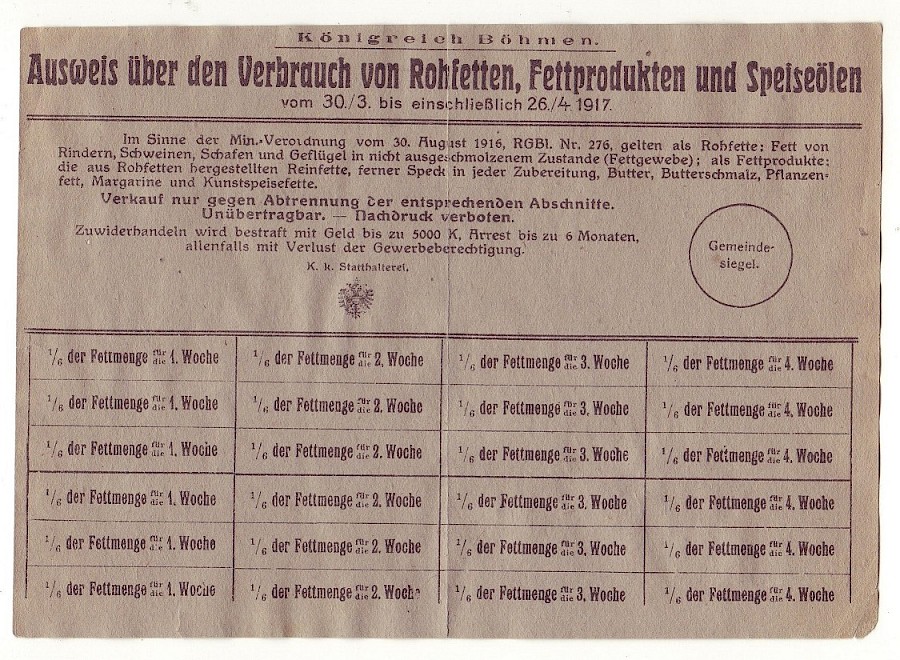 Königreich Böhmen.
Ausweis über den Verbrauch von Rohfetten, Fettprodukten und Speiseölen
vom 30./3. bis einschließlich 26./4. 1917.
Im Sinne der Min.-Verordnung vom 30. August 1916, RGBl. Nr. 276, gelten als Rohfette: Fett von
Rindern, Schweinen, Schafen und Geflügel in nicht ausgeschmolzenem Zustande (Fettgewebe); als Fettprodukte:
die aus Rohfetten hergestellten Reinfette, ferner Speck in jeder Zubereitung, Butter, Butterschmalz, Pflanzen-
fett, Margarine und Kunstspeisefette.
Verkauf nur gegen Abtrennung der entsprechenden Abschnitte.
Unübertragbar. — Nachdruck verboten.
Zuwiderhandeln wird bestraft mit Geld bis zu 5000 K, Arrest bis zu 6 Monaten,
allenfalls mit Verlust der Gewerbeberechtigung.
K. k. Statthalterei.
Gemeinde-
siegel.
1/6 der Fettmenge für die 1. Woche 1/6 der Fettmenge für die 2. Woche 1/6 der Fettmenge für die 3. Woche 1/6 der Fettmenge für die 4. Woche
1/6 der Fettmenge für die 1. Woche 1/6 der Fettmenge für die 2. Woche 1/6 der Fettmenge für die 3. Woche 1/6 der Fettmenge für die 4. Woche
1/6 der Fettmenge für die 1. Woche 1/6 der Fettmenge für die 2. Woche 1/6 der Fettmenge für die 3. Woche 1/6 der Fettmenge für die 4. Woche
1/6 der Fettmenge für die 1. Woche 1/6 der Fettmenge für die 2. Woche 1/6 der Fettmenge für die 3. Woche 1/6 der Fettmenge für die 4. Woche
1/6 der Fettmenge für die 1. Woche 1/6 der Fettmenge für die 2. Woche 1/6 der Fettmenge für die 3. Woche 1/6 der Fettmenge für die 4. Woche
1/6 der Fettmenge für die 1. Woche 1/6 der Fettmenge für die 2. Woche 1/6 der Fettmenge für die 3. Woche 1/6 der Fettmenge für die 4. Woche